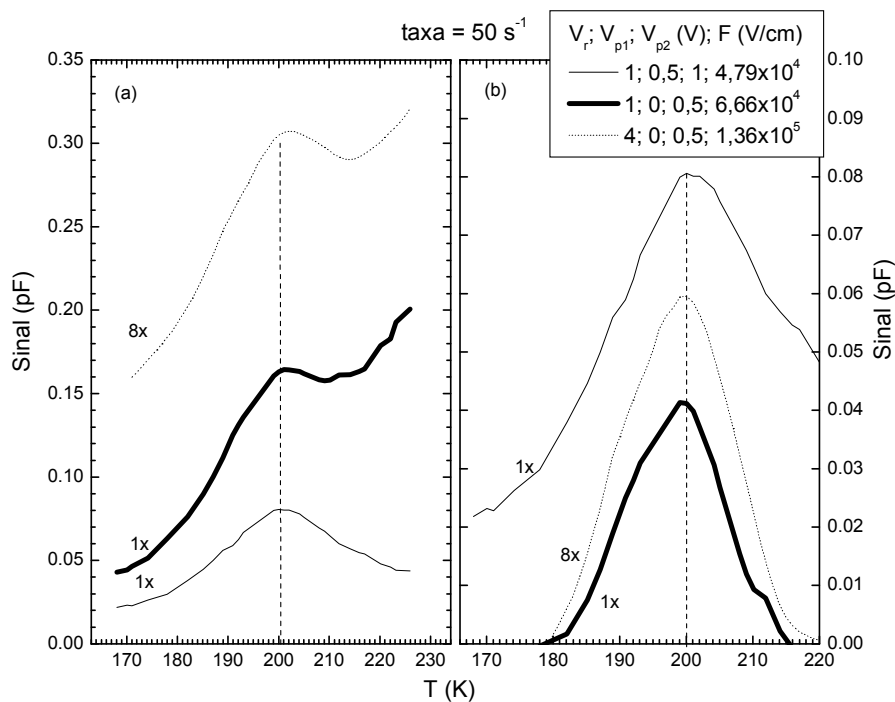 taxa = 50 s⁻¹
V_r; V_p1; V_p2 (V); F (V/cm)
1; 0,5; 1; 4,79x10⁴
1; 0; 0,5; 6,66x10⁴
4; 0; 0,5; 1,36x10⁵
(a)
(b)
0.35
0.30
0.25
0.20
0.15
0.10
0.05
0.00
Sinal (pF)
8x
1x
1x
170 180 190 200 210 220 230
1x
8x
1x
170 180 190 200 210 220
0.10
0.09
0.08
0.07
0.06
0.05
0.04
0.03
0.02
0.01
0.00
Sinal (pF)
T (K)